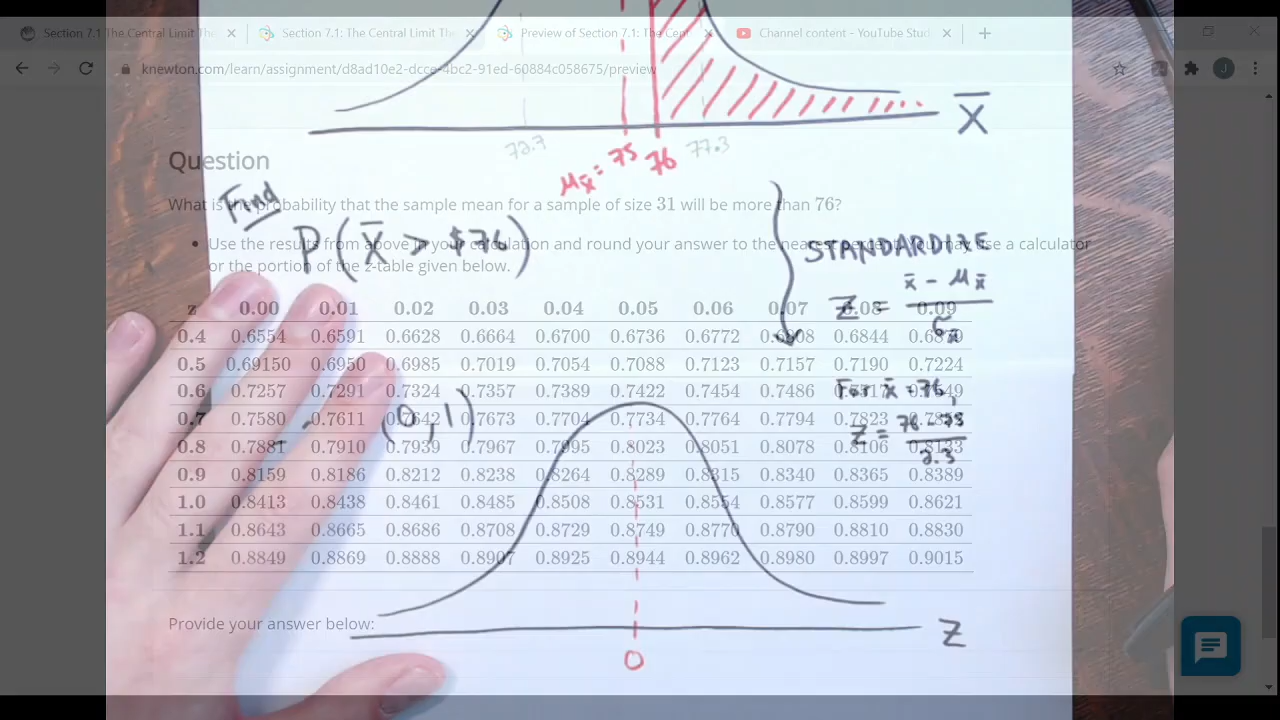 Section 7.1 The Central Limit Th
Section 7.1: The Central Limit The
Preview of Section 7.1: The Cent
Channel content - YouTube Stud
knewton.com/learn/assignment/d8ad10e2-dcce-4bc2-91ed-60884c058675/preview
J
X̄
72.7
μx̄ = 75
76
77.3
Question
Find
What is the probability that the sample mean for a sample of size 31 will be more than 76?
P(X̄ > $76)
• Use the results from above in your calculation and round your answer to the nearest percent. You may use a calculator
or the portion of the z-table given below.
STANDARDIZE
Z = x̄ - μx̄
σx̄
z 0.00 0.01 0.02 0.03 0.04 0.05 0.06 0.07 0.08 0.09
0.4 0.6554 0.6591 0.6628 0.6664 0.6700 0.6736 0.6772 0.6808 0.6844 0.6879
0.5 0.69150 0.6950 0.6985 0.7019 0.7054 0.7088 0.7123 0.7157 0.7190 0.7224
0.6 0.7257 0.7291 0.7324 0.7357 0.7389 0.7422 0.7454 0.7486 0.7517 0.7549
0.7 0.7580 0.7611 0.7642 0.7673 0.7704 0.7734 0.7764 0.7794 0.7823 0.7852
0.8 0.7881 0.7910 0.7939 0.7967 0.7995 0.8023 0.8051 0.8078 0.8106 0.8133
0.9 0.8159 0.8186 0.8212 0.8238 0.8264 0.8289 0.8315 0.8340 0.8365 0.8389
1.0 0.8413 0.8438 0.8461 0.8485 0.8508 0.8531 0.8554 0.8577 0.8599 0.8621
1.1 0.8643 0.8665 0.8686 0.8708 0.8729 0.8749 0.8770 0.8790 0.8810 0.8830
1.2 0.8849 0.8869 0.8888 0.8907 0.8925 0.8944 0.8962 0.8980 0.8997 0.9015
For x̄ = 76,
Z = 76 - 75
2.3
(0,1)
Provide your answer below:
Z
0